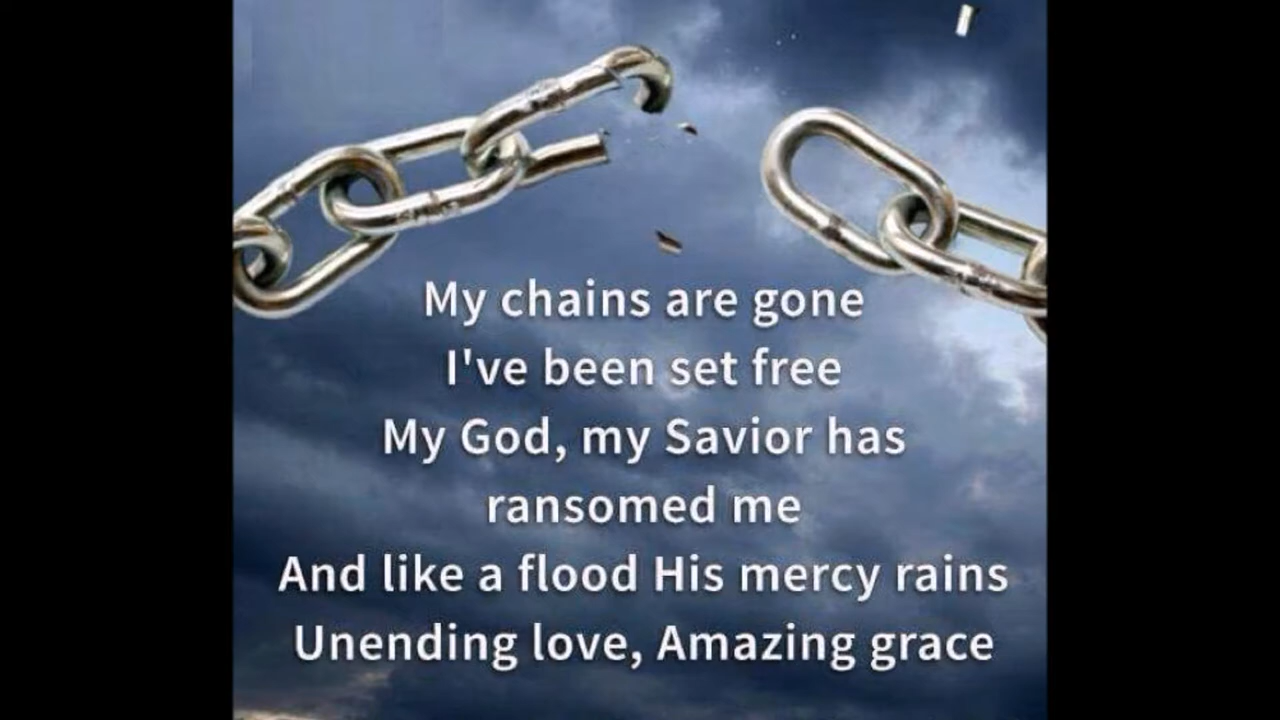 My chains are gone
I've been set free
My God, my Savior has
ransomed me
And like a flood His mercy rains
Unending love, Amazing grace